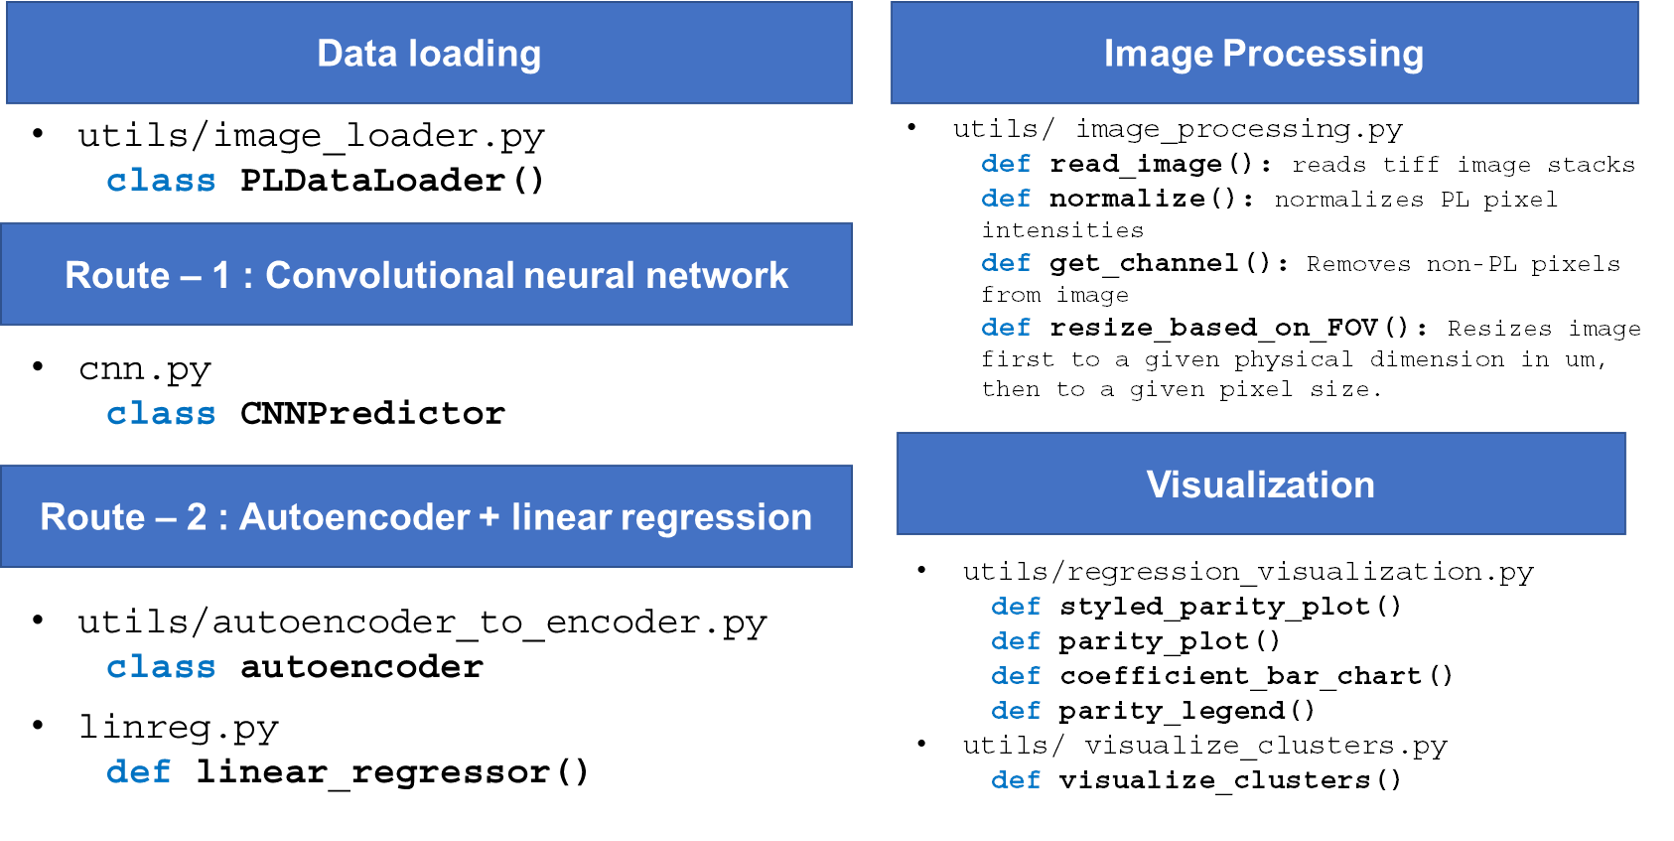 Data loading
• utils/image_loader.py
class PLDataLoader()
Route – 1 : Convolutional neural network
• cnn.py
class CNNPredictor
Route – 2 : Autoencoder + linear regression
• utils/autoencoder_to_encoder.py
class autoencoder
• linreg.py
def linear_regressor()
Image Processing
• utils/ image_processing.py
def read_image(): reads tiff image stacks
def normalize(): normalizes PL pixel
intensities
def get_channel(): Removes non-PL pixels
from image
def resize_based_on_FOV(): Resizes image
first to a given physical dimension in um,
then to a given pixel size.
Visualization
• utils/regression_visualization.py
def styled_parity_plot()
def parity_plot()
def coefficient_bar_chart()
def parity_legend()
• utils/ visualize_clusters.py
def visualize_clusters()